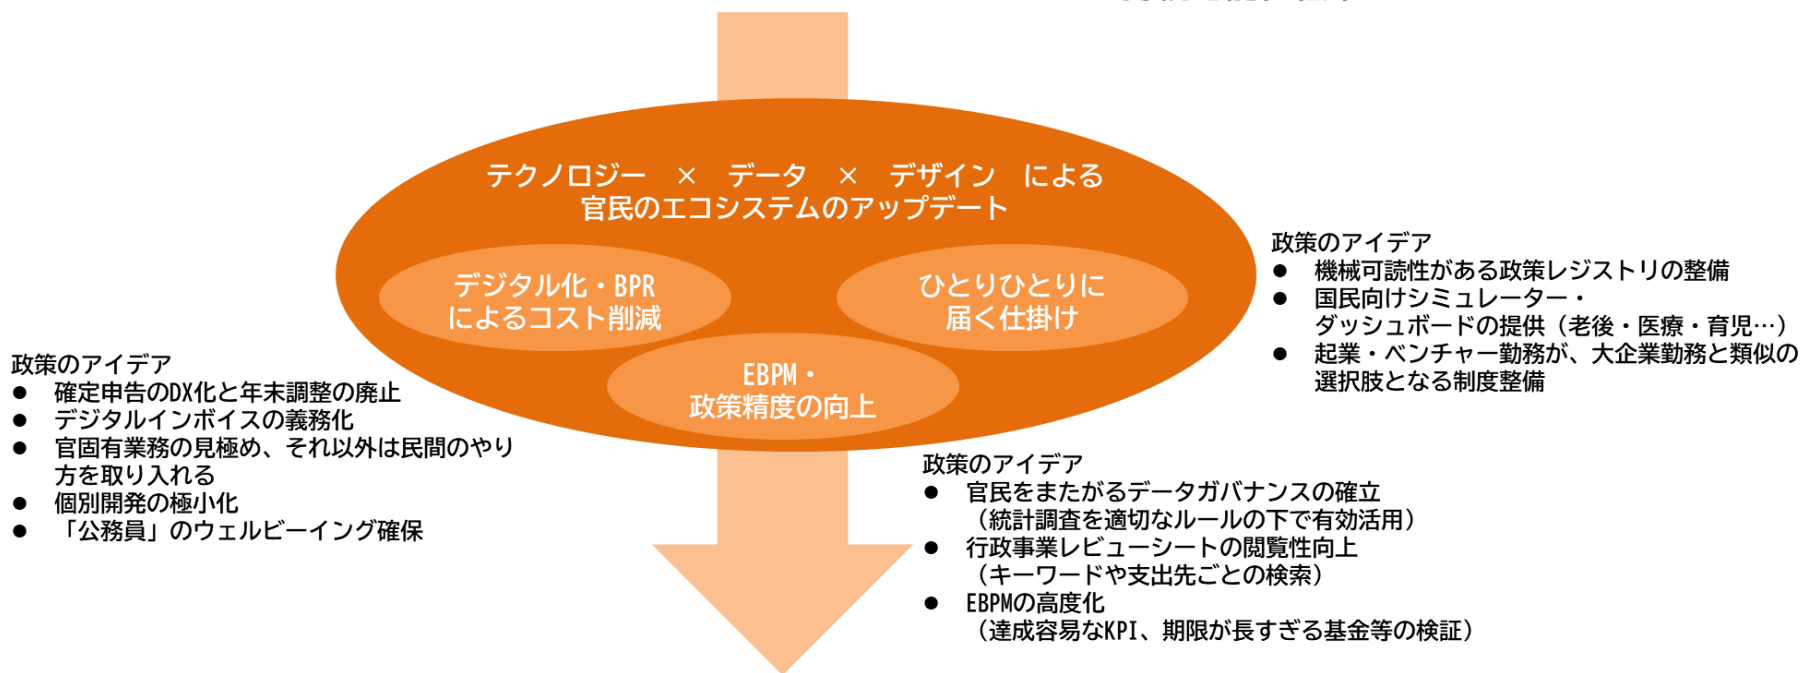 テクノロジー　×　データ　×　デザイン　による
官民のエコシステムのアップデート
デジタル化・BPR
によるコスト削減
ひとりひとりに
届く仕掛け
EBPM・
政策精度の向上
政策のアイデア
● 機械可読性がある政策レジストリの整備
● 国民向けシミュレーター・
ダッシュボードの提供（老後・医療・育児…）
● 起業・ベンチャー勤務が、大企業勤務と類似の
選択肢となる制度整備
政策のアイデア
● 確定申告のDX化と年末調整の廃止
● デジタルインボイスの義務化
● 官固有業務の見極め、それ以外は民間のやり
方を取り入れる
● 個別開発の極小化
● 「公務員」のウェルビーイング確保
政策のアイデア
● 官民をまたがるデータガバナンスの確立
（統計調査を適切なルールの下で有効活用）
● 行政事業レビューシートの閲覧性向上
（キーワードや支出先ごとの検索）
● EBPMの高度化
（達成容易なKPI、期限が長すぎる基金等の検証）